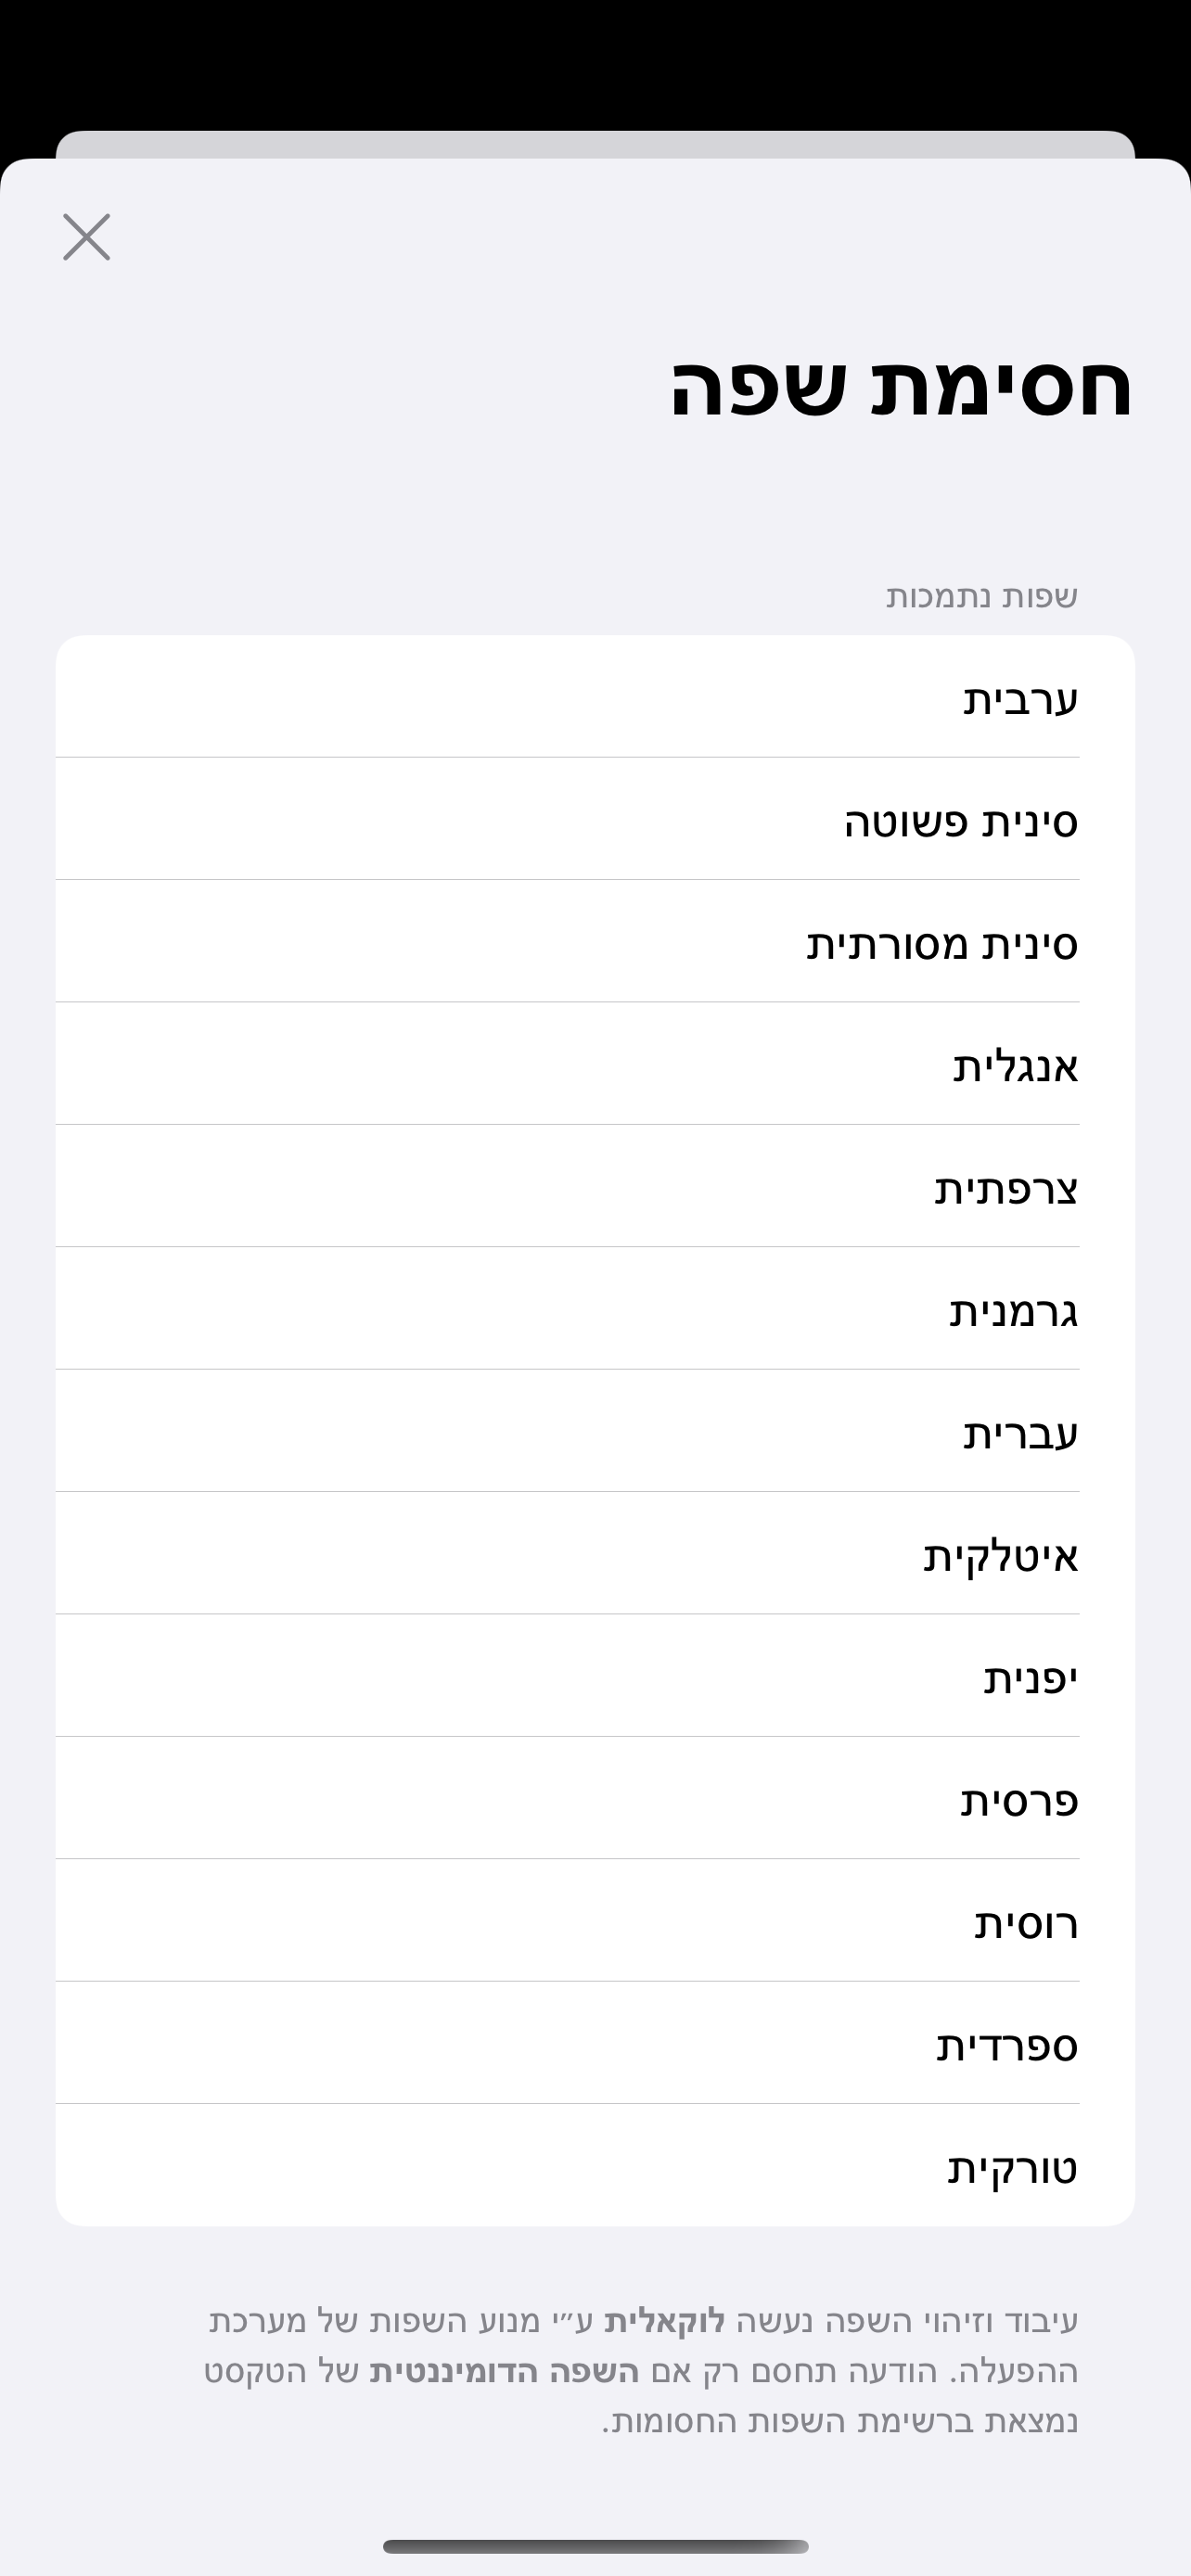 חסימת שפה
שפות נתמכות
ערבית
סינית פשוטה
סינית מסורתית
אנגלית
צרפתית
גרמנית
עברית
איטלקית
יפנית
פרסית
רוסית
ספרדית
טורקית
עיבוד וזיהוי השפה נעשה לוקאלית ע״י מנוע השפות של מערכת
ההפעלה. הודעה תחסם רק אם השפה הדומיננטית של הטקסט
נמצאת ברשימת השפות החסומות.